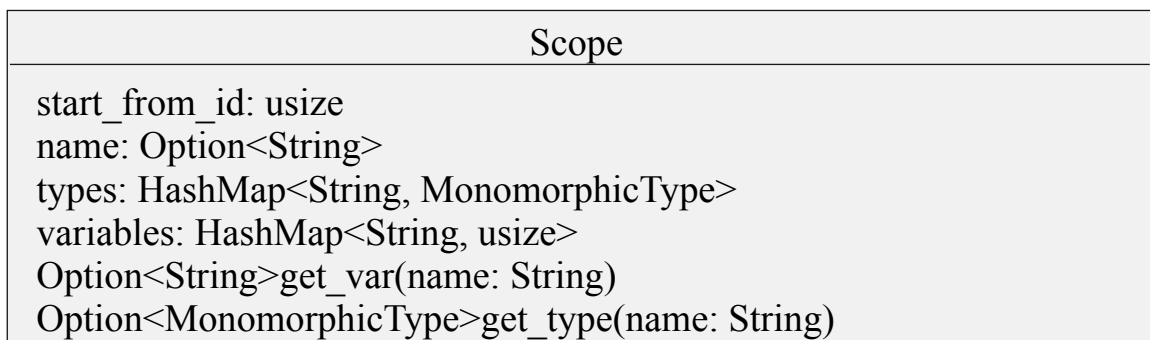 Scope
start_from_id: usize
name: Option<String>
types: HashMap<String, MonomorphicType>
variables: HashMap<String, usize>
Option<String>get_var(name: String)
Option<MonomorphicType>get_type(name: String)